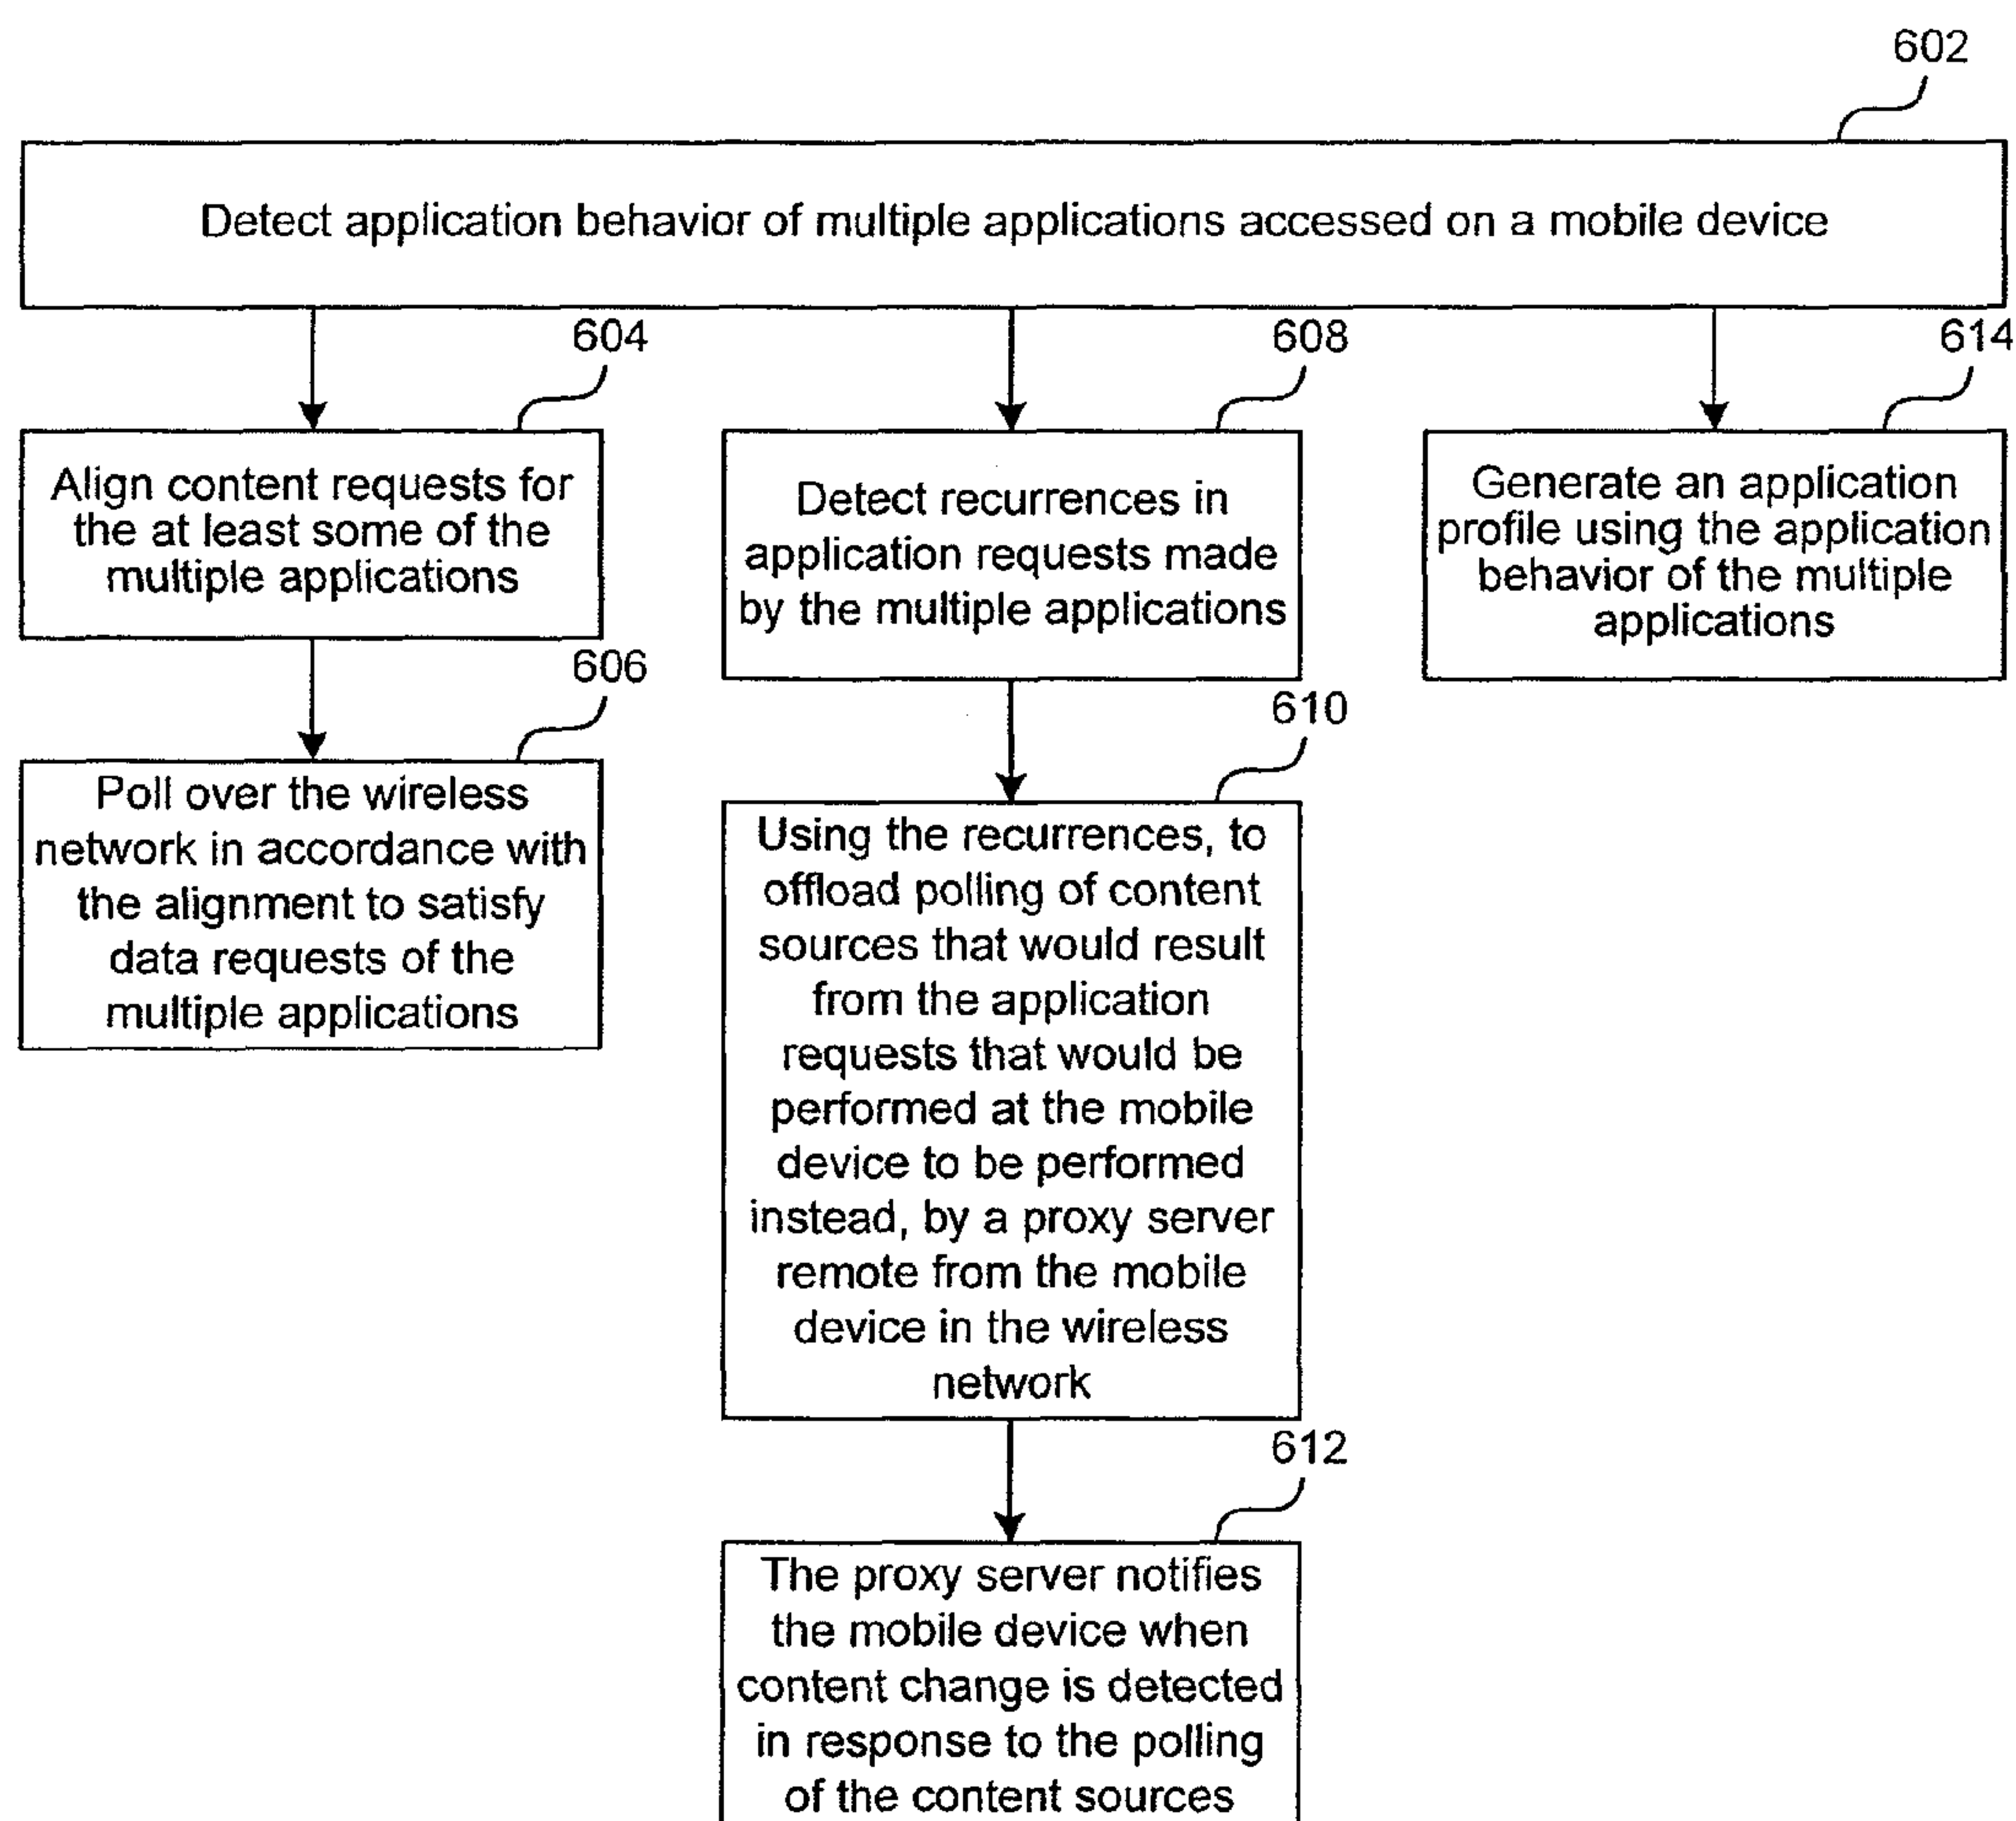 602
Detect application behavior of multiple applications accessed on a mobile device
604
Align content requests for
the at least some of the
multiple applications
606
Poll over the wireless
network in accordance with
the alignment to satisfy
data requests of the
multiple applications
608
Detect recurrences in
application requests made
by the multiple applications
610
Using the recurrences, to
offload polling of content
sources that would result
from the application
requests that would be
performed at the mobile
device to be performed
instead, by a proxy server
remote from the mobile
device in the wireless
network
612
The proxy server notifies
the mobile device when
content change is detected
in response to the polling
of the content sources
614
Generate an application
profile using the application
behavior of the multiple
applications